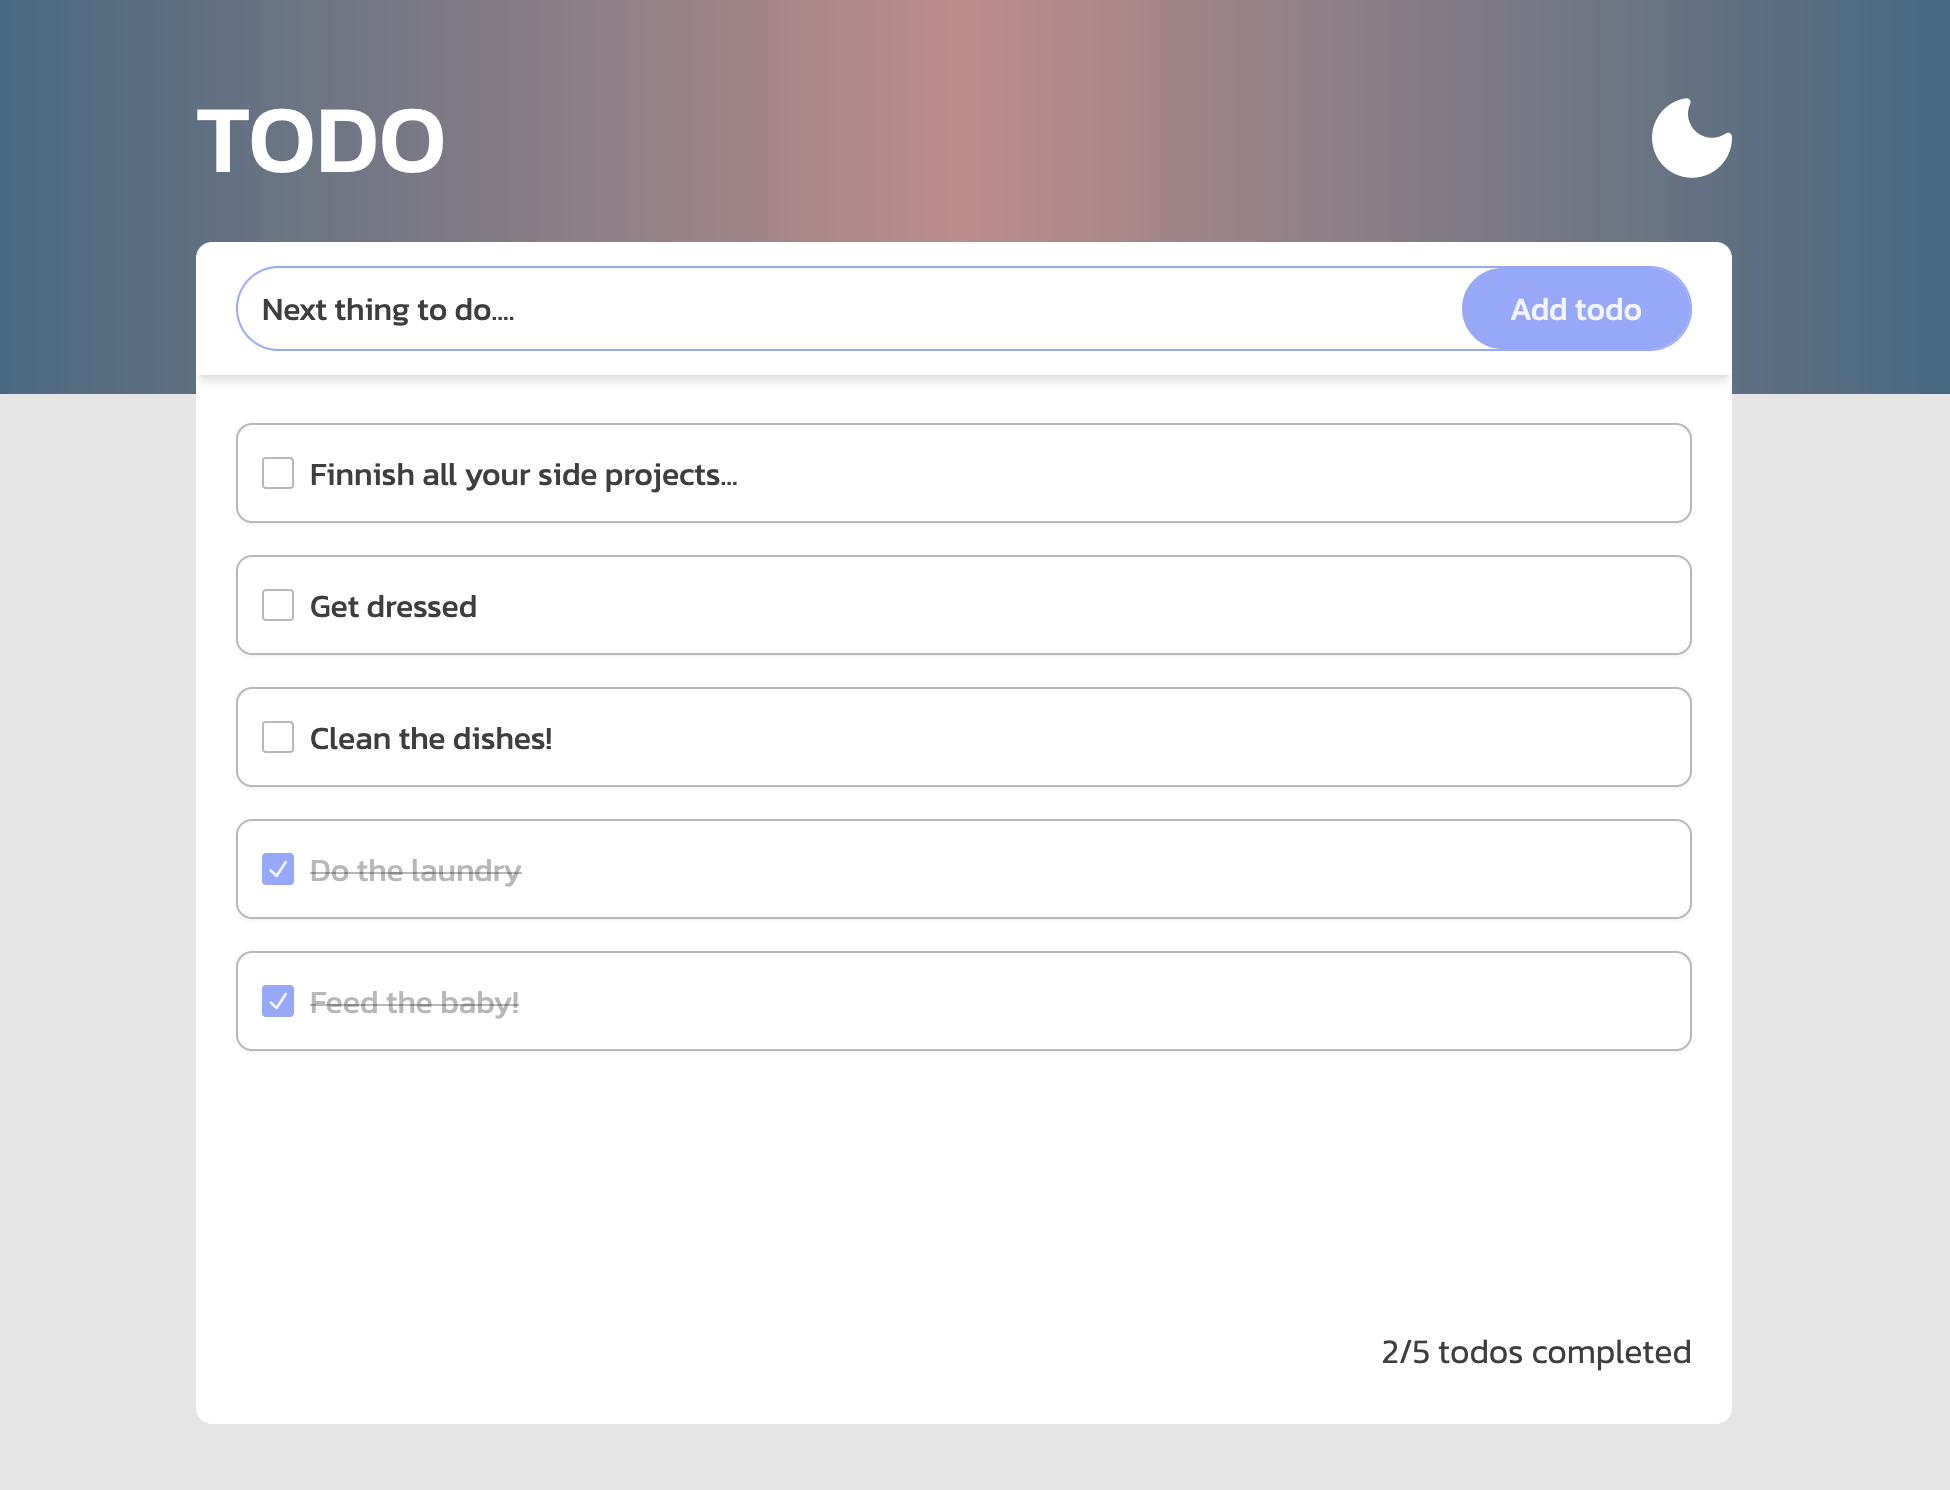 TODO
Next thing to do....
Add todo
Finnish all your side projects...
Get dressed
Clean the dishes!
Do the laundry
Feed the baby!
2/5 todos completed